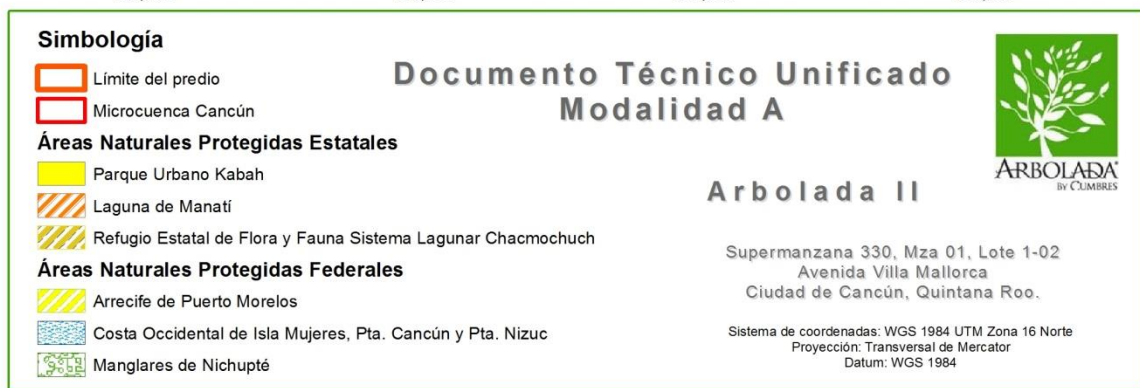 Simbología
Límite del predio
Microcuenca Cancún
Áreas Naturales Protegidas Estatales
Parque Urbano Kabah
Laguna de Manatí
Refugio Estatal de Flora y Fauna Sistema Lagunar Chacmochuch
Áreas Naturales Protegidas Federales
Arrecife de Puerto Morelos
Costa Occidental de Isla Mujeres, Pta. Cancún y Pta. Nizuc
Manglares de Nichupté
Documento Técnico Unificado
Modalidad A
Arbolada II
Supermanzana 330, Mza 01, Lote 1-02
Avenida Villa Mallorca
Ciudad de Cancún, Quintana Roo.
Sistema de coordenadas: WGS 1984 UTM Zona 16 Norte
Proyección: Transversal de Mercator
Datum: WGS 1984
ARBOLADA®
BY CUMBRES